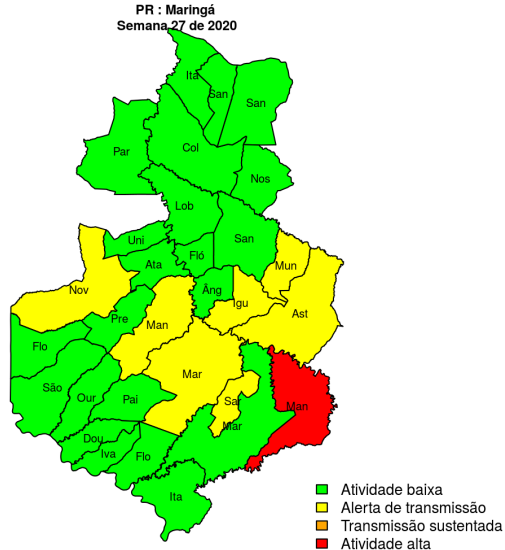 PR : Maringá
Semana 27 de 2020
Ita
San
San
Par
Col
Nos
Lob
Uni
San
Fló
Ata
Mun
Nov
Âng
Igu
Pre
Man
Ast
Flo
Mar
São
Our
Pai
Sar
Man
Mar
Dou
Iva
Flo
Ita
Atividade baixa
Alerta de transmissão
Transmissão sustentada
Atividade alta